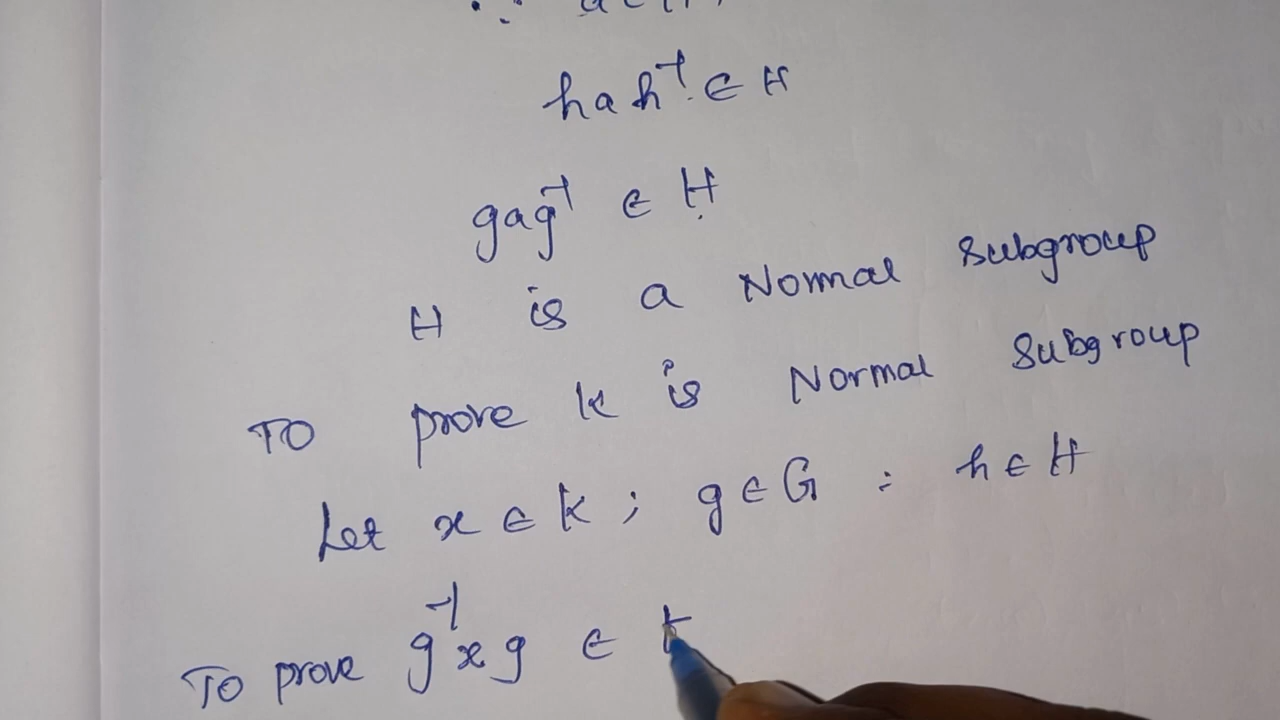 hah⁻¹ ∈ H
gag⁻¹ ∈ H
H is a Normal Subgroup
TO prove K is Normal Subgroup
Let x ∈ K ; g ∈ G : h ∈ H
To prove g⁻¹xg ∈